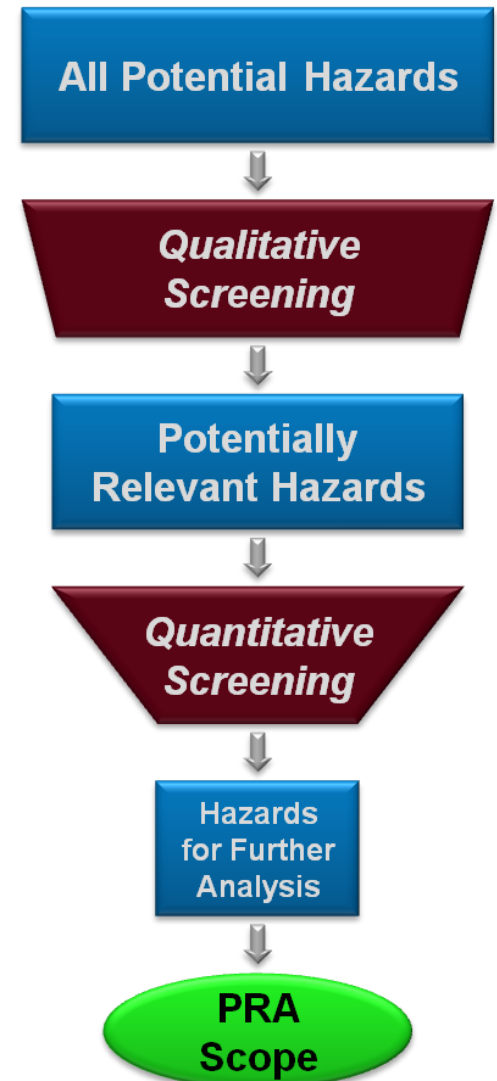 All Potential Hazards
Qualitative
Screening
Potentially
Relevant Hazards
Quantitative
Screening
Hazards
for Further
Analysis
PRA
Scope